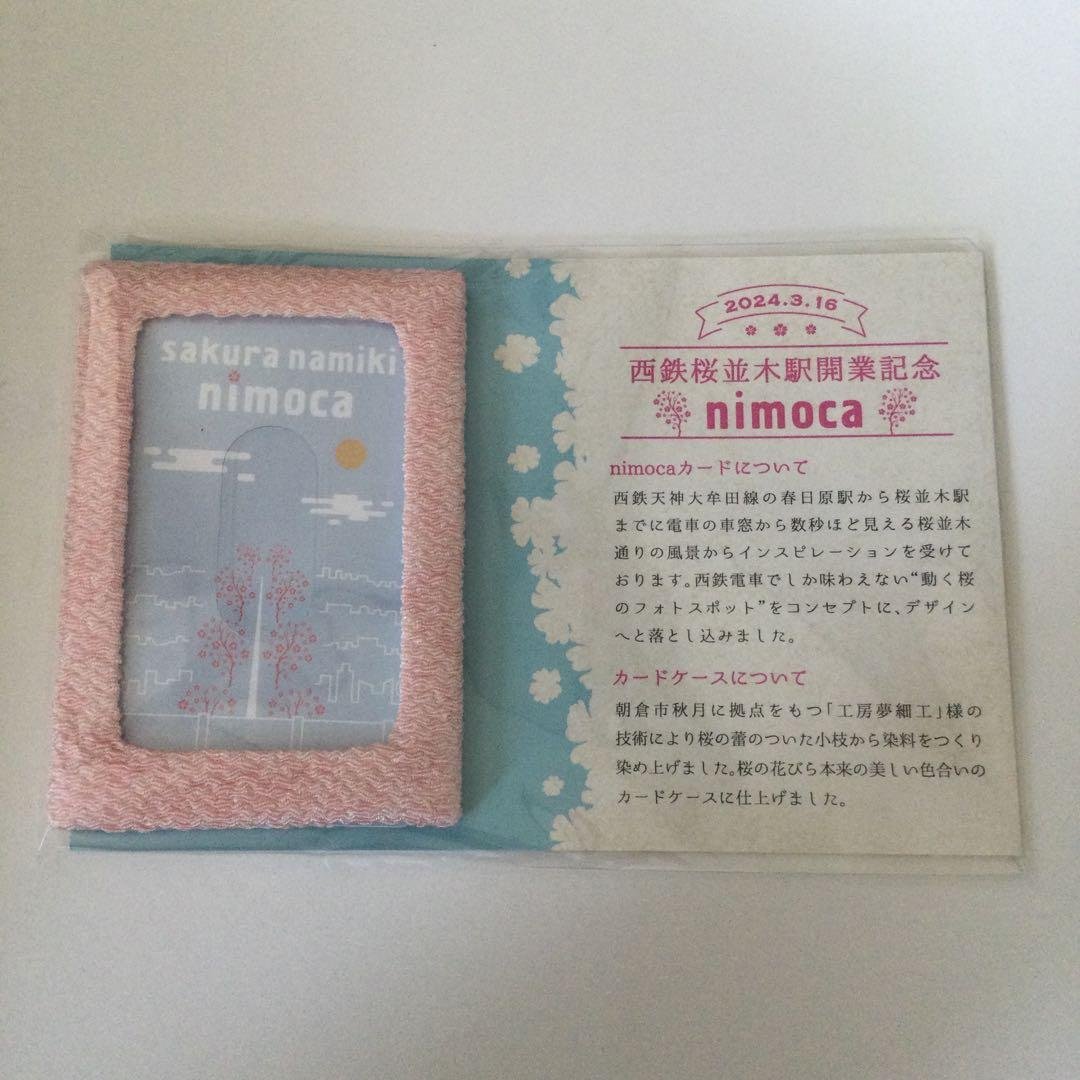 sakura namiki
nimoca
2024.3.16
西鉄桜並木駅開業記念
nimoca
nimocaカードについて
西鉄天神大牟田線の春日原駅から桜並木駅
までに電車の車窓から数秒ほど見える桜並木
通りの風景からインスピレーションを受けて
おります。西鉄電車でしか味わえない“動く桜
のフォトスポット”をコンセプトに、デザイン
へと落とし込みました。
カードケースについて
朝倉市秋月に拠点をもつ「工房夢細工」様の
技術により桜の蕾のついた小枝から染料をつくり
染め上げました。桜の花びら本来の美しい色合いの
カードケースに仕上げました。